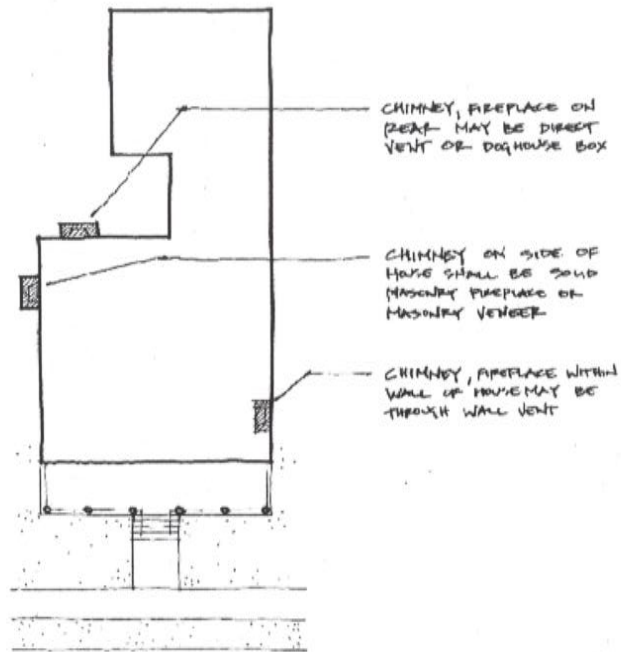 CHIMNEY, FIREPLACE ON
REAR MAY BE DIRECT
VENT OR DOGHOUSE BOX
CHIMNEY ON SIDE OF
HOUSE SHALL BE SOLID
MASONRY FIREPLACE OR
MASONRY VENEER
CHIMNEY, FIREPLACE WITHIN
WALL OF HOUSE MAY BE
THROUGH WALL VENT